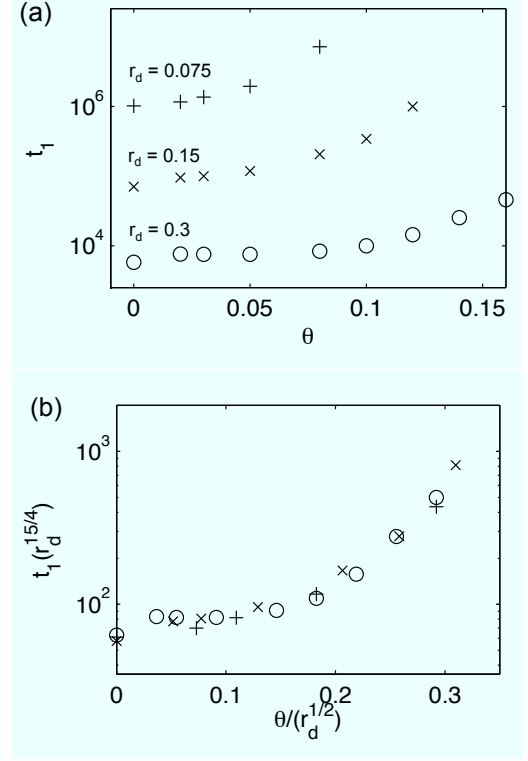 (a)
r_d = 0.075
10^6
t_1
r_d = 0.15
r_d = 0.3
10^4
0 0.05 0.1 0.15
θ
(b)
10^3
t_1(r_d^{15/4})
10^2
0 0.1 0.2 0.3
θ/(r_d^{1/2})